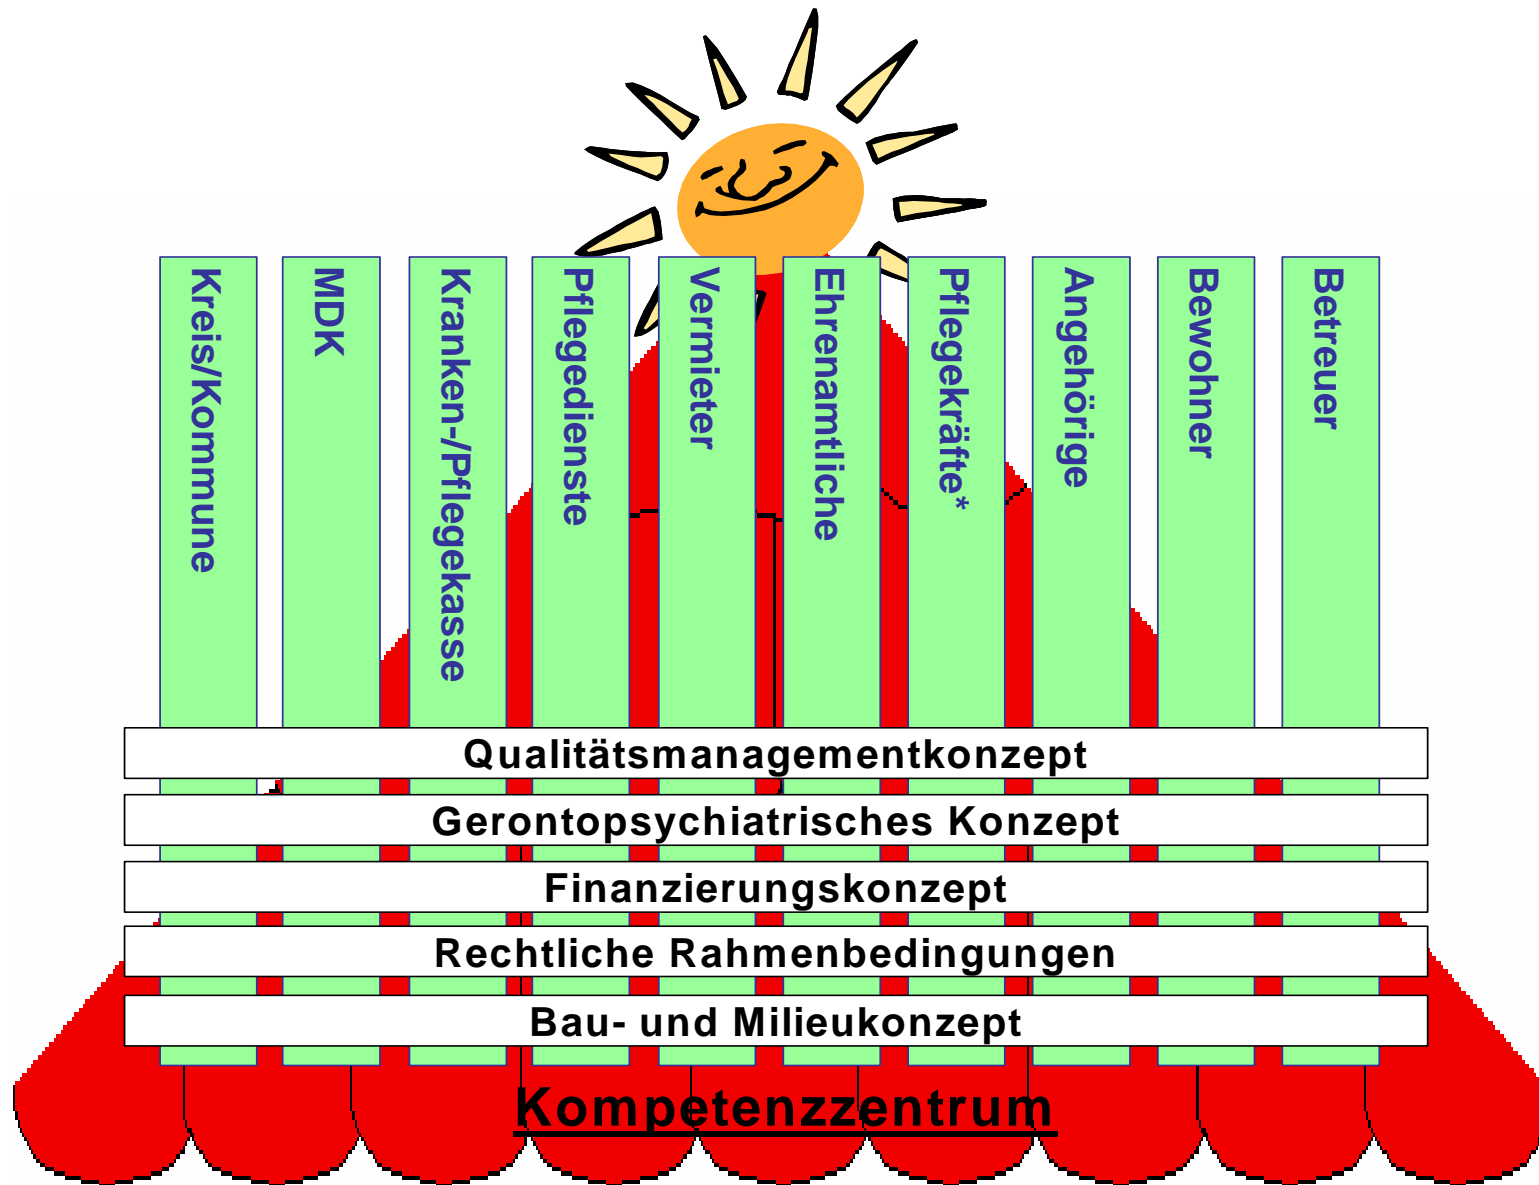 Kreis/Kommune
MDK
Kranken-/Pflegekasse
Pflegedienste
Vermieter
Ehrenamtliche
Pflegekräfte*
Angehörige
Bewohner
Betreuer
Qualitätsmanagementkonzept
Gerontopsychiatrisches Konzept
Finanzierungskonzept
Rechtliche Rahmenbedingungen
Bau- und Milieukonzept
Kompetenzzentrum